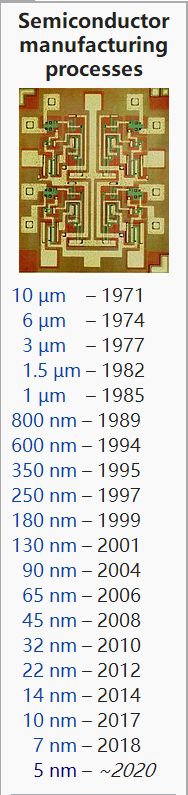 Semiconductor
manufacturing
processes
10 μm – 1971
6 μm – 1974
3 μm – 1977
1.5 μm – 1982
1 μm – 1985
800 nm – 1989
600 nm – 1994
350 nm – 1995
250 nm – 1997
180 nm – 1999
130 nm – 2001
90 nm – 2004
65 nm – 2006
45 nm – 2008
32 nm – 2010
22 nm – 2012
14 nm – 2014
10 nm – 2017
7 nm – 2018
5 nm – ~2020